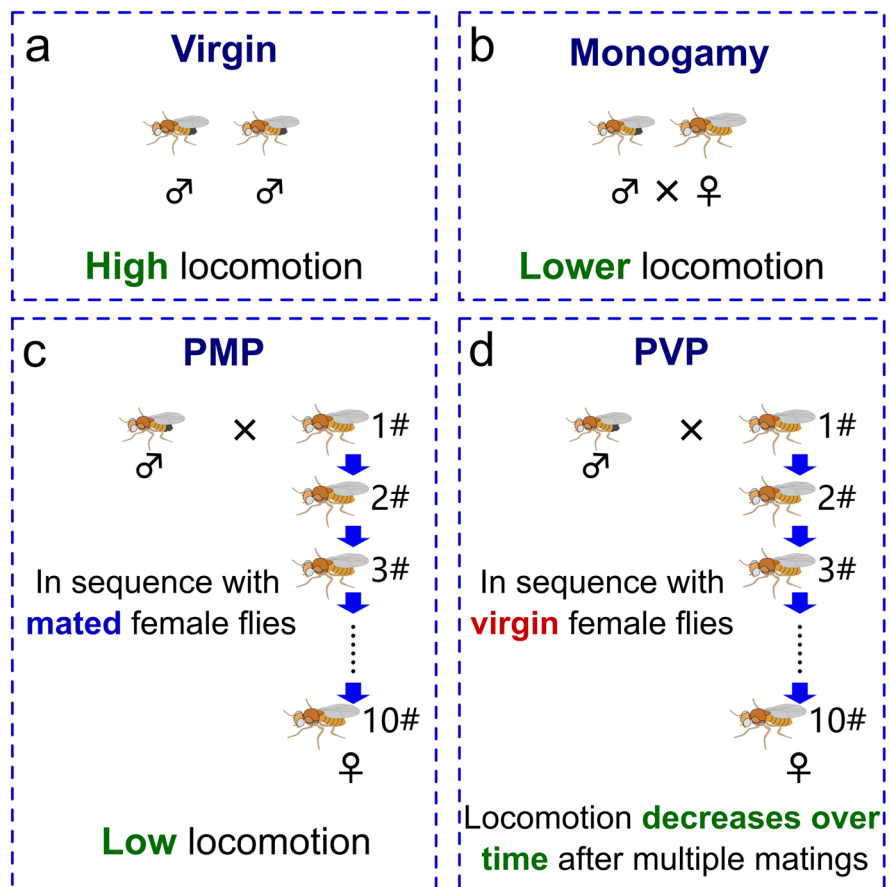 a
Virgin
♂ ♂
High locomotion
b
Monogamy
♂ × ♀
Lower locomotion
c
PMP
×
♂
1#
2#
3#
In sequence with
mated female flies
10#
♀
Low locomotion
d
PVP
×
♂
1#
2#
3#
In sequence with
virgin female flies
10#
♀
Locomotion decreases over
time after multiple matings